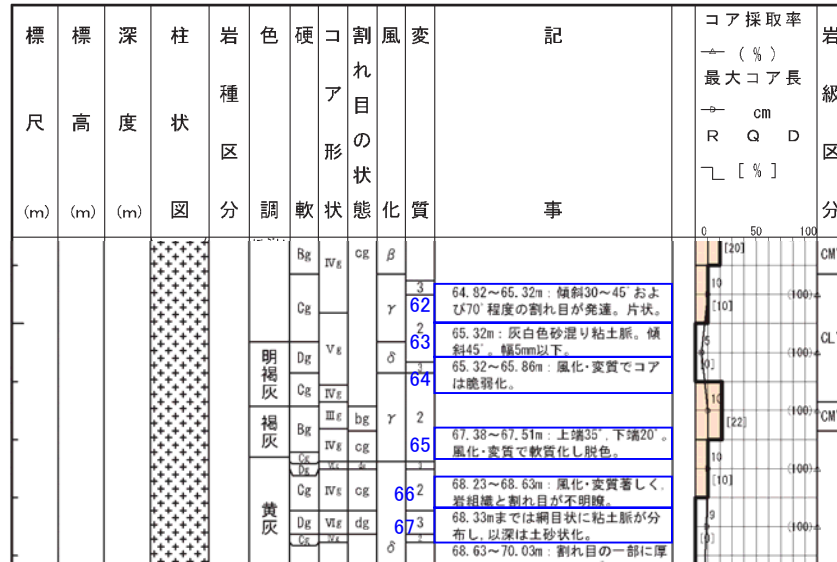 標尺(m)
標高(m)
深度(m)
柱状図
岩種区分
色調
硬軟
コア形状
割れ目の状態
風化
変質
記事
コア採取率
(%)
最大コア長
cm
R Q D
[%]
岩級区分
0 50 100
Bg Ⅳg cg β [20] CM
3
62 64.82～65.32m：傾斜30～45°およ
び70°程度の割れ目が発達。片状。
10 (100)
Cg γ [10]
2
63 65.32m：灰白色砂混り粘土脈。傾
斜45°。幅5mm以下。
CL
Ⅴg 5 (100)
明褐灰 Dg δ [0]
3
64 65.32～65.86m：風化・変質でコア
は脆弱化。
Cg Ⅳg
10 (100) CM
褐灰 Bg Ⅲg bg γ 2 [22]
Ⅳg cg
65 67.38～67.51m：上端35°、下端20°。
風化・変質で軟質化し脱色。
Cg
Dg
10 (100)
[10]
黄灰 Cg Ⅳg cg 2
66 68.23～68.63m：風化・変質著しく、
岩組織と割れ目が不明瞭。
Dg Ⅵg dg 3
67 68.33mまでは網目状に粘土脈が分
布し、以深は土砂状化。
9 (100)
[0]
Cg Ⅳg 2
δ
68.63～70.03m：割れ目の一部に厚